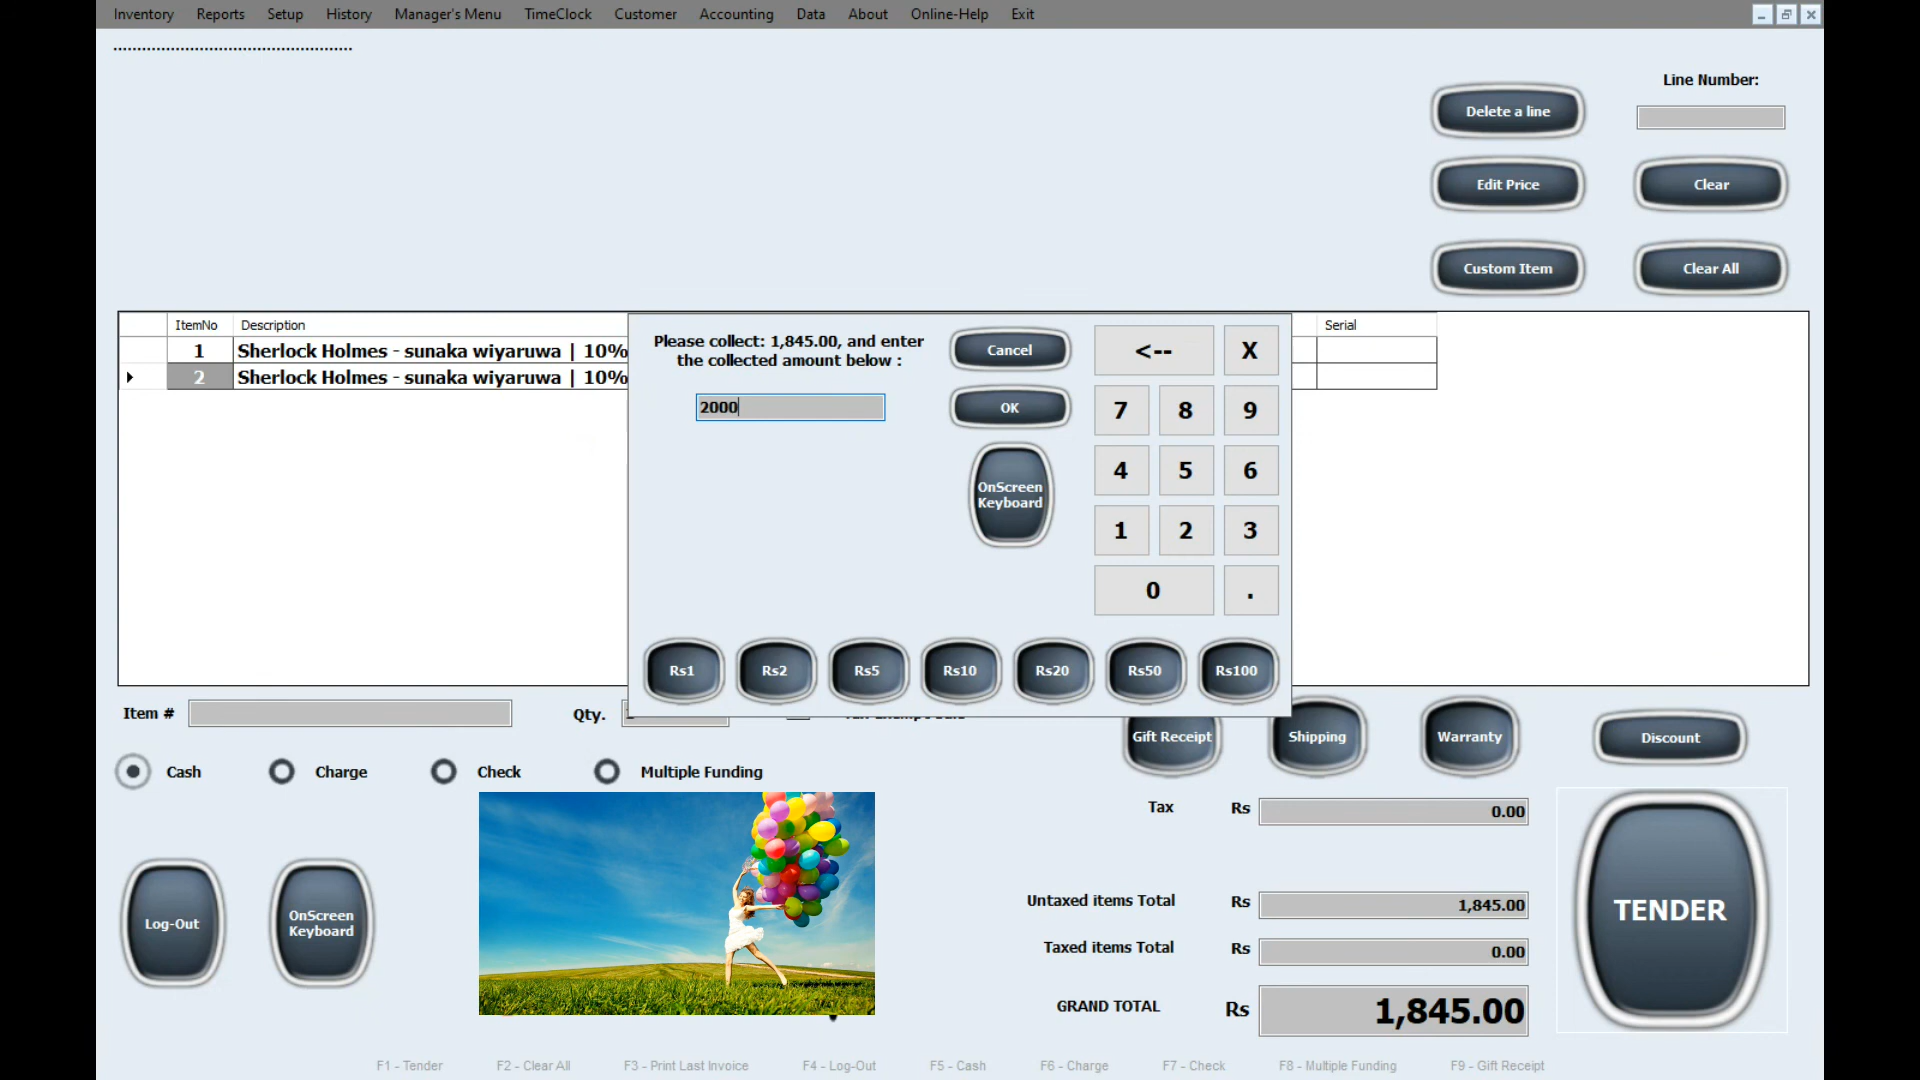 Inventory Reports Setup History Manager's Menu TimeClock Customer Accounting Data About Online-Help Exit
Line Number:
Delete a line
Edit Price
Clear
Custom Item
Clear All
ItemNo Description Serial
1 Sherlock Holmes - sunaka wiyaruwa | 10%
2 Sherlock Holmes - sunaka wiyaruwa | 10%
Please collect: 1,845.00, and enter
the collected amount below :
2000
Cancel
OK
OnScreen
Keyboard
<-- X
7 8 9
4 5 6
1 2 3
0 .
Rs1 Rs2 Rs5 Rs10 Rs20 Rs50 Rs100
Item #
Qty.
Gift Receipt
Shipping
Warranty
Discount
Cash Charge Check Multiple Funding
Tax Rs 0.00
Untaxed items Total Rs 1,845.00
Taxed items Total Rs 0.00
GRAND TOTAL Rs 1,845.00
TENDER
Log-Out
OnScreen
Keyboard
F1 - Tender F2 - Clear All F3 - Print Last Invoice F4 - Log-Out F5 - Cash F6 - Charge F7 - Check F8 - Multiple Funding F9 - Gift Receipt